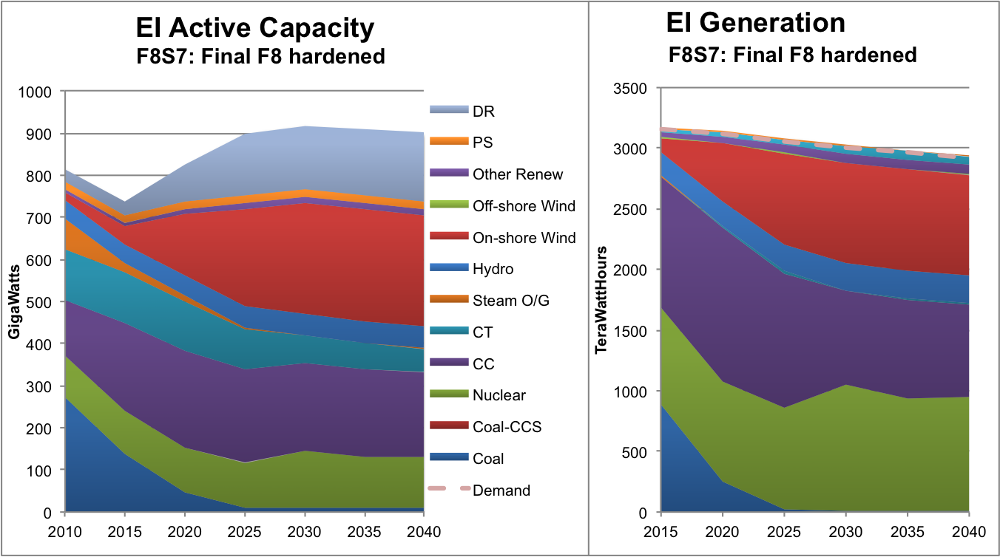 EI Active Capacity
F8S7: Final F8 hardened
GigaWatts
1000
900
800
700
600
500
400
300
200
100
0
2010 2015 2020 2025 2030 2035 2040
DR
PS
Other Renew
Off-shore Wind
On-shore Wind
Hydro
Steam O/G
CT
CC
Nuclear
Coal-CCS
Coal
Demand
EI Generation
F8S7: Final F8 hardened
TeraWattHours
3500
3000
2500
2000
1500
1000
500
0
2015 2020 2025 2030 2035 2040